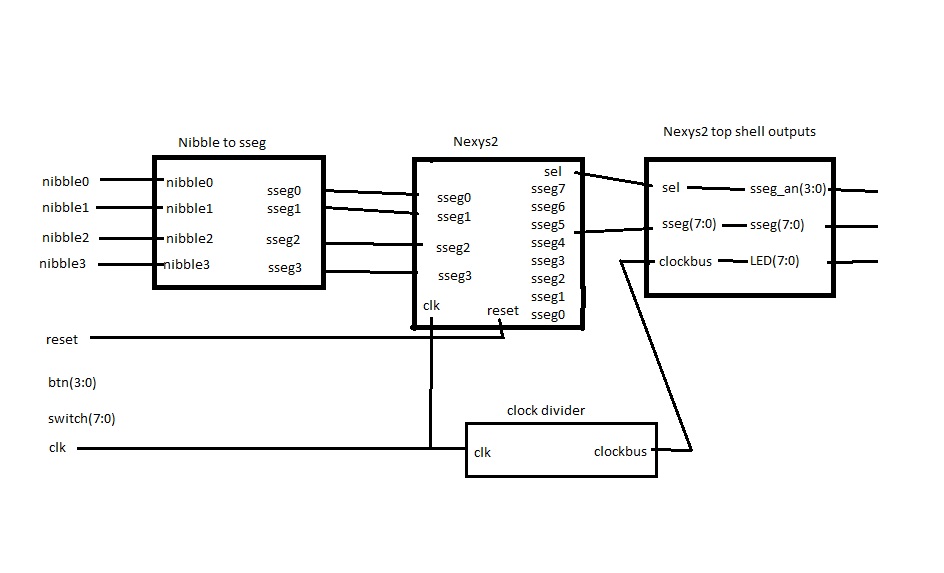 Nibble to sseg
nibble0
nibble1
nibble2
nibble3
nibble0
nibble1
nibble2
nibble3
sseg0
sseg1
sseg2
sseg3
Nexys2
sseg0
sseg1
sseg2
sseg3
clk
reset
sel
sseg7
sseg6
sseg5
sseg4
sseg3
sseg2
sseg1
sseg0
Nexys2 top shell outputs
sel
sseg_an(3:0)
sseg(7:0)
sseg(7:0)
clockbus
LED(7:0)
reset
btn(3:0)
switch(7:0)
clk
clock divider
clk
clockbus